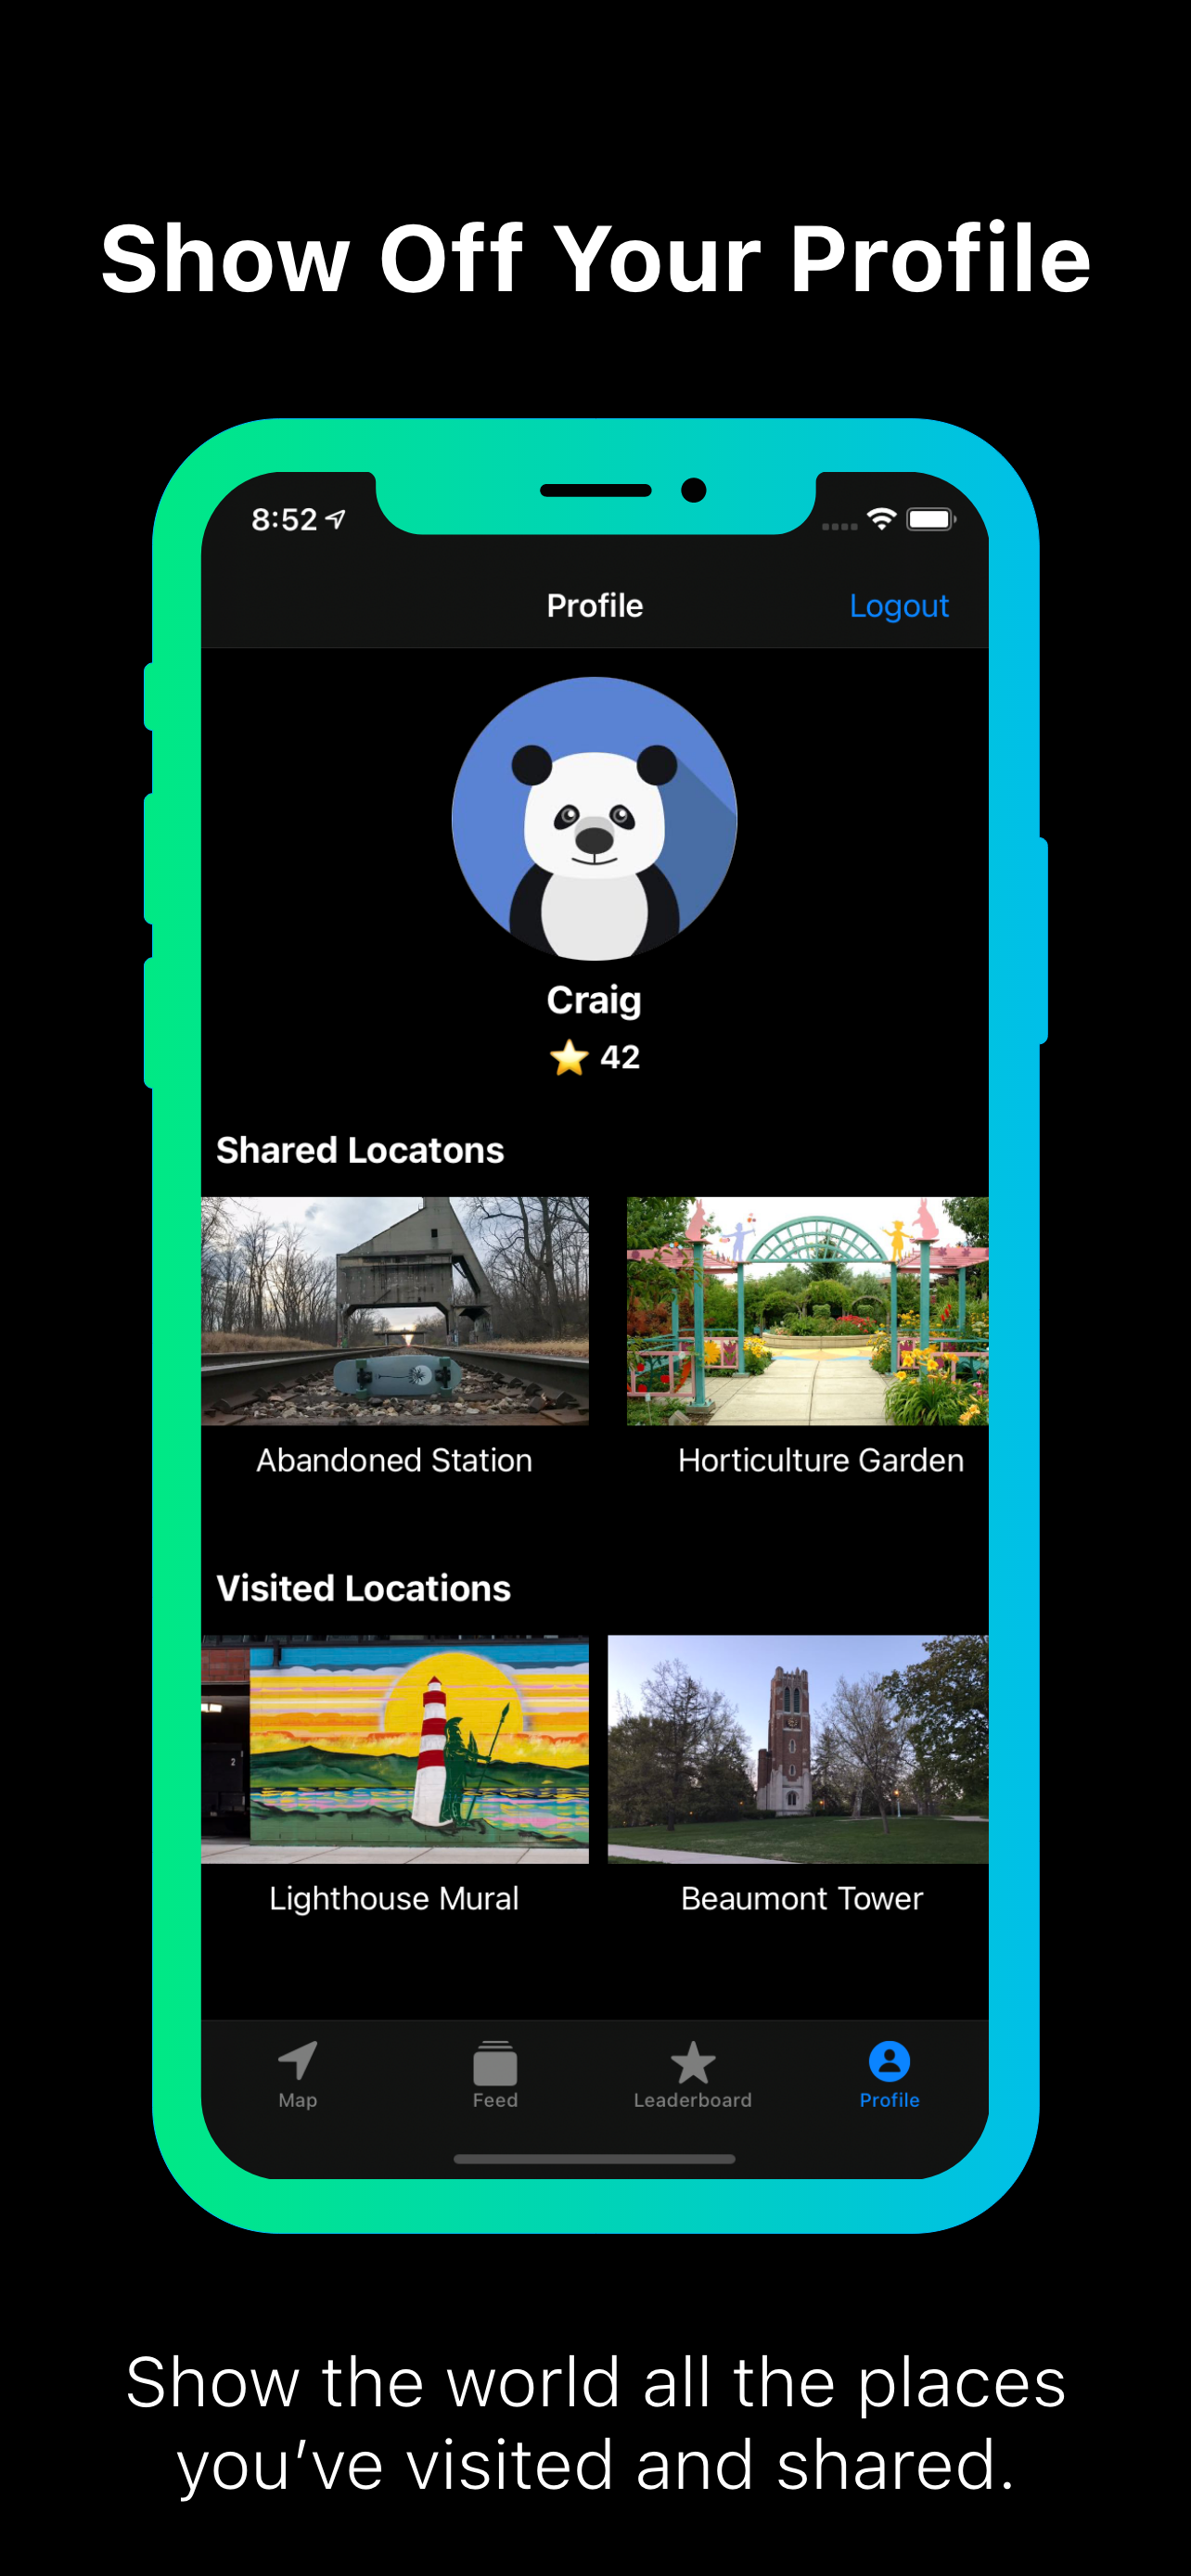 Show Off Your Profile
8:52
Profile
Logout
Craig
⭐ 42
Shared Locatons
Abandoned Station
Horticulture Garden
Visited Locations
2
Lighthouse Mural
Beaumont Tower
Map
Feed
Leaderboard
Profile
Show the world all the places
you’ve visited and shared.